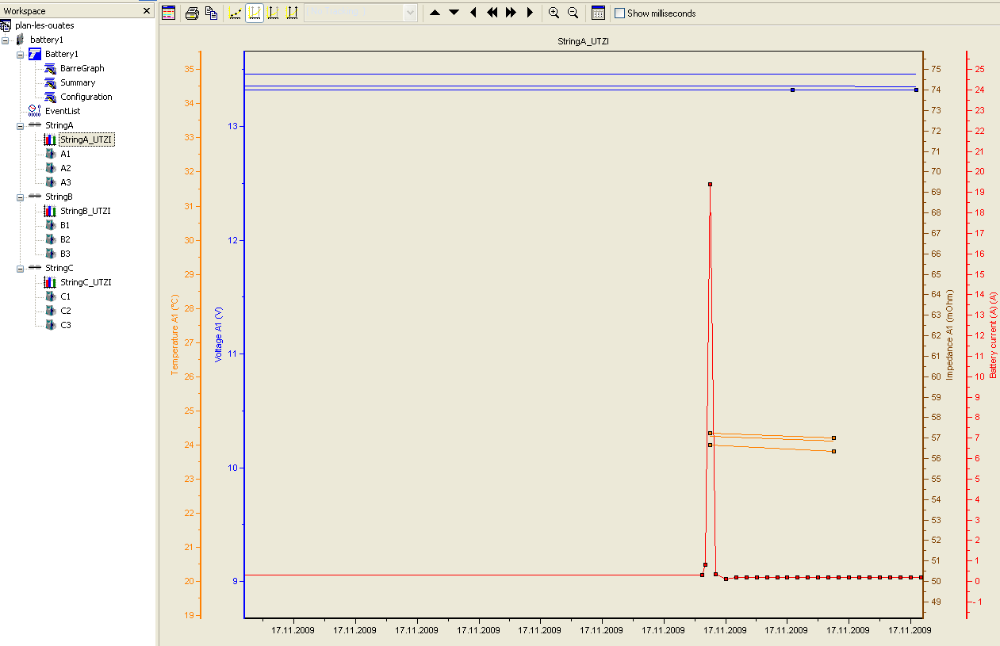 Workspace
plan-les-ouates
battery1
Battery1
BarreGraph
Summary
Configuration
EventList
StringA
StringA_UTZI
A1
A2
A3
StringB
StringB_UTZI
B1
B2
B3
StringC
StringC_UTZI
C1
C2
C3
Show milliseconds
StringA_UTZI
Temperature A1 (°C)
35
34
33
32
31
30
29
28
27
26
25
24
23
22
21
20
19
Voltage A1 (V)
13
12
11
10
9
Impedance A1 (mOhm)
75
74
73
72
71
70
69
68
67
66
65
64
63
62
61
60
59
58
57
56
55
54
53
52
51
50
49
Battery current (A) (A)
25
24
23
22
21
20
19
18
17
16
15
14
13
12
11
10
9
8
7
6
5
4
3
2
1
0
-1
17.11.2009 17.11.2009 17.11.2009 17.11.2009 17.11.2009 17.11.2009 17.11.2009 17.11.2009 17.11.2009 17.11.2009 17.11.2009